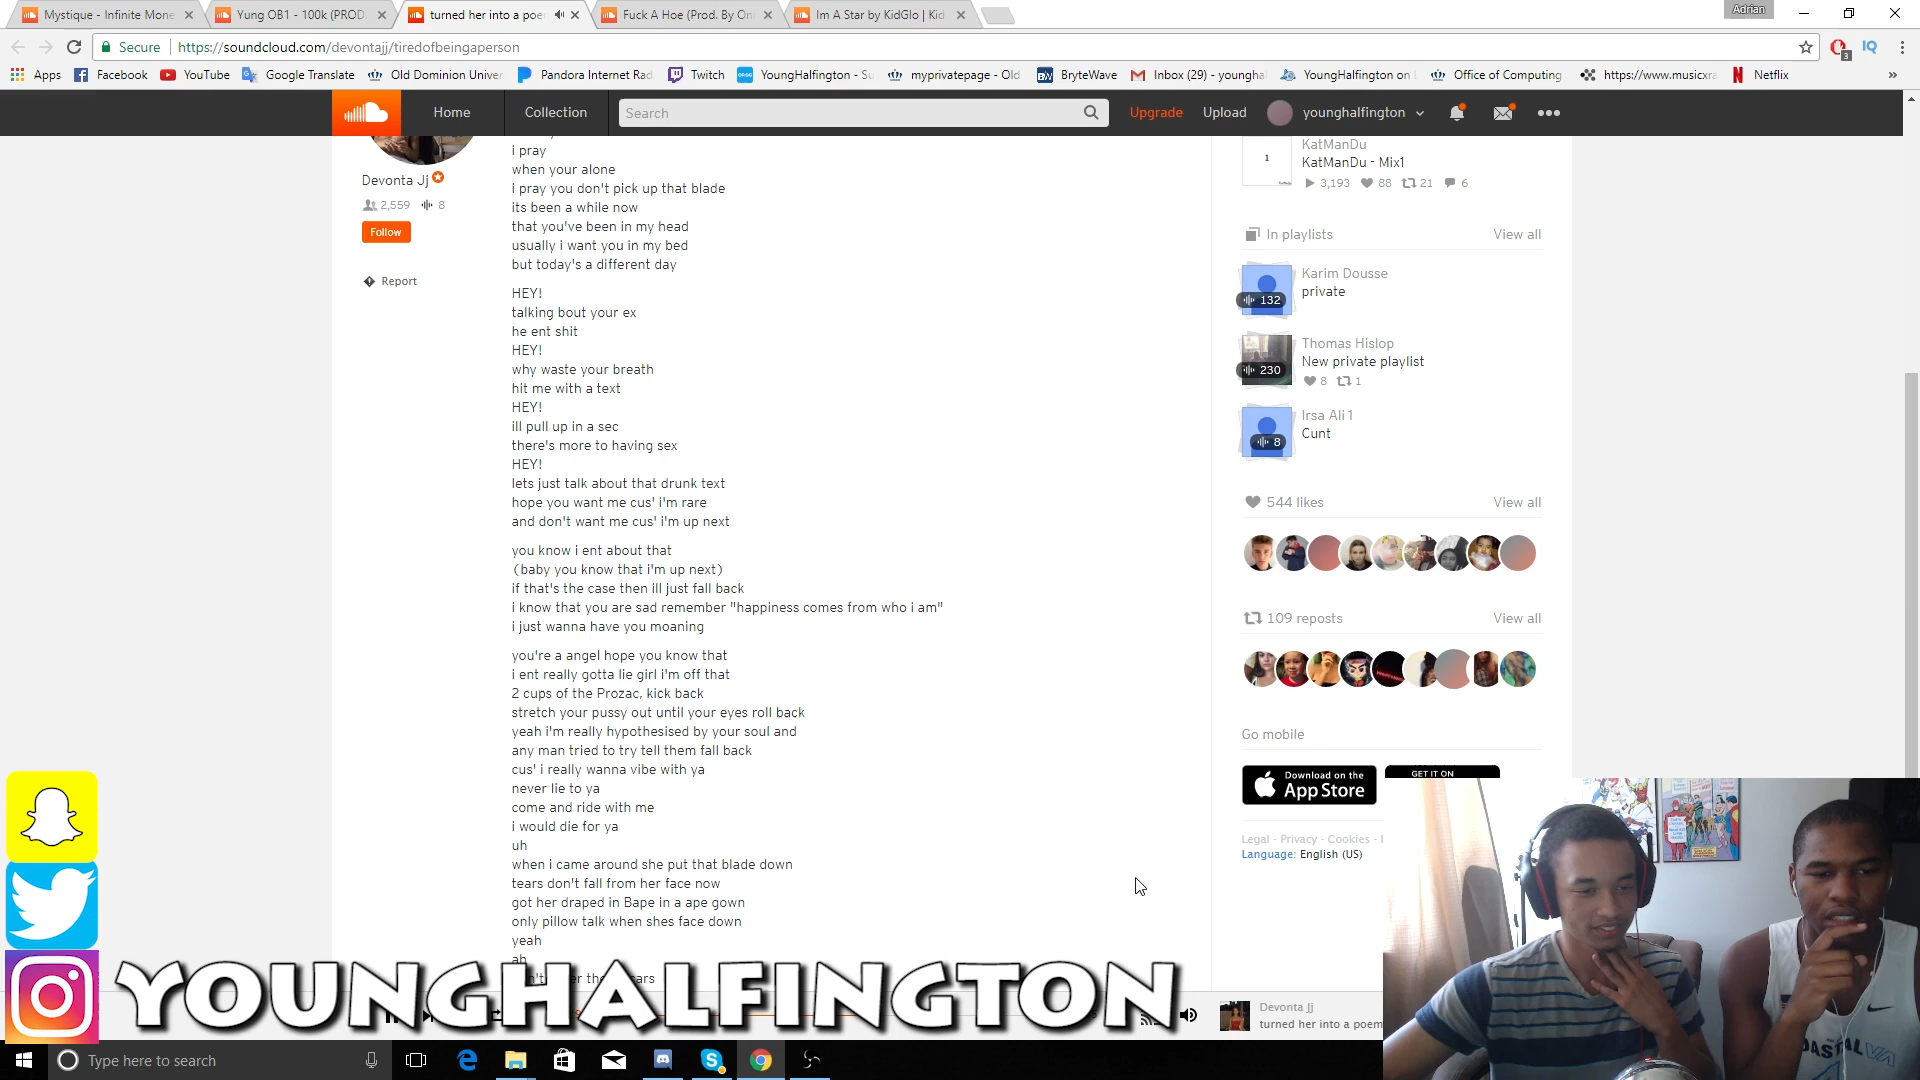 Mystique - Infinite Mone
Yung OB1 - 100k (PROD.
turned her into a poe
Fuck A Hoe (Prod. By On
Im A Star by KidGlo | Kid
Adrian
Secure
https://soundcloud.com/devontajj/tiredofbeingaperson
3
IQ
Apps
Facebook
YouTube
Google Translate
Old Dominion Univer
Pandora Internet Rad
Twitch
YoungHalfington - Su
myprivatepage - Old
BryteWave
Inbox (29) - youngha
YoungHalfington on
Office of Computing
https://www.musicxra
Netflix
»
Home
Collection
Search
Upgrade
Upload
younghalfington
Devonta Jj
2,559
8
Follow
Report
i pray
when your alone
i pray you don't pick up that blade
its been a while now
that you've been in my head
usually i want you in my bed
but today's a different day
HEY!
talking bout your ex
he ent shit
HEY!
why waste your breath
hit me with a text
HEY!
ill pull up in a sec
there's more to having sex
HEY!
lets just talk about that drunk text
hope you want me cus' i'm rare
and don't want me cus' i'm up next
you know i ent about that
(baby you know that i'm up next)
if that's the case then ill just fall back
i know that you are sad remember "happiness comes from who i am"
i just wanna have you moaning
you're a angel hope you know that
i ent really gotta lie girl i'm off that
2 cups of the Prozac, kick back
stretch your pussy out until your eyes roll back
yeah i'm really hypothesised by your soul and
any man tried to try tell them fall back
cus' i really wanna vibe with ya
never lie to ya
come and ride with me
i would die for ya
uh
when i came around she put that blade down
tears don't fall from her face now
got her draped in Bape in a ape gown
only pillow talk when shes face down
yeah
ah
1
KatManDu
KatManDu - Mix1
3,193
88
21
6
In playlists
View all
132
Karim Dousse
private
230
Thomas Hislop
New private playlist
8
1
8
Irsa Ali 1
Cunt
544 likes
View all
109 reposts
View all
Go mobile
Download on the
App Store
GET IT ON
Legal - Privacy - Cookies -
Language: English (US)
YOUNGHALFINGTON
Devonta Jj
turned her into a poem
Type here to search